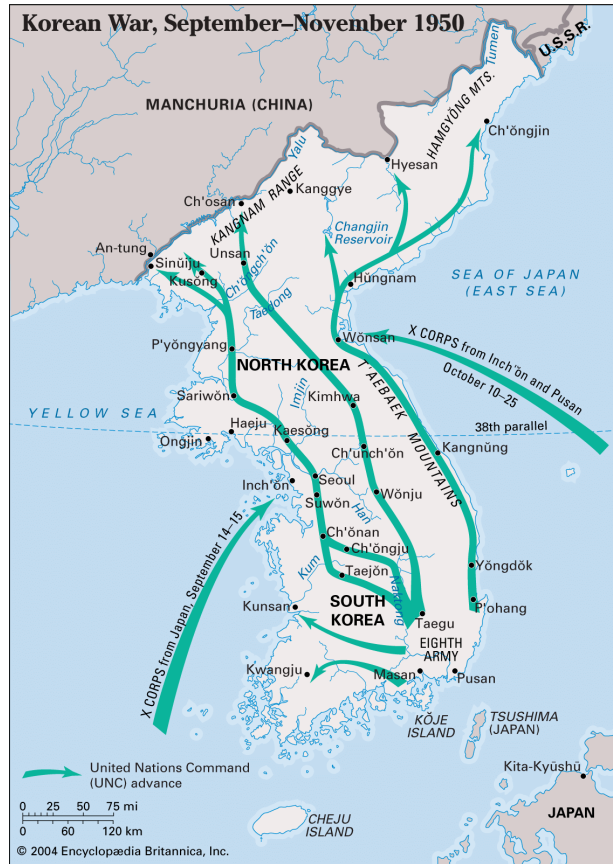 Korean War, September–November 1950
U.S.S.R.
Tumen
MANCHURIA (CHINA)
HAMGYŎNG MTS.
Ch'ŏngjin
Yalu
Hyesan
Kanggye
KANGNAM RANGE
Ch'osan
Changjin
Reservoir
An-tung
Unsan
Sinŭiju
Kusŏng
Ch'ŏngch'ŏn
Hŭngnam
SEA OF JAPAN
(EAST SEA)
Taedong
X CORPS from Inch'ŏn and Pusan
October 10–25
Wŏnsan
P'yŏngyang
NORTH KOREA
T'AEBAEK MOUNTAINS
Imjin
Sariwŏn
Kimhwa
YELLOW SEA
Haeju
38th parallel
Ongjin
Kaesŏng
Ch'unch'ŏn
Kangnŭng
Inch'ŏn
Seoul
Suwŏn
Wŏnju
Han
X CORPS from Japan, September 14–15
Ch'ŏnan
Ch'ŏngju
Kum
Taejŏn
Yŏngdŏk
Naktong
Kunsan
SOUTH
KOREA
P'ohang
Taegu
EIGHTH
ARMY
Kwangju
Masan
Pusan
KŎJE
ISLAND
TSUSHIMA
(JAPAN)
United Nations Command
(UNC) advance
Kita-Kyūshū
0 25 50 75 mi
0 60 120 km
CHEJU
ISLAND
JAPAN
© 2004 Encyclopædia Britannica, Inc.